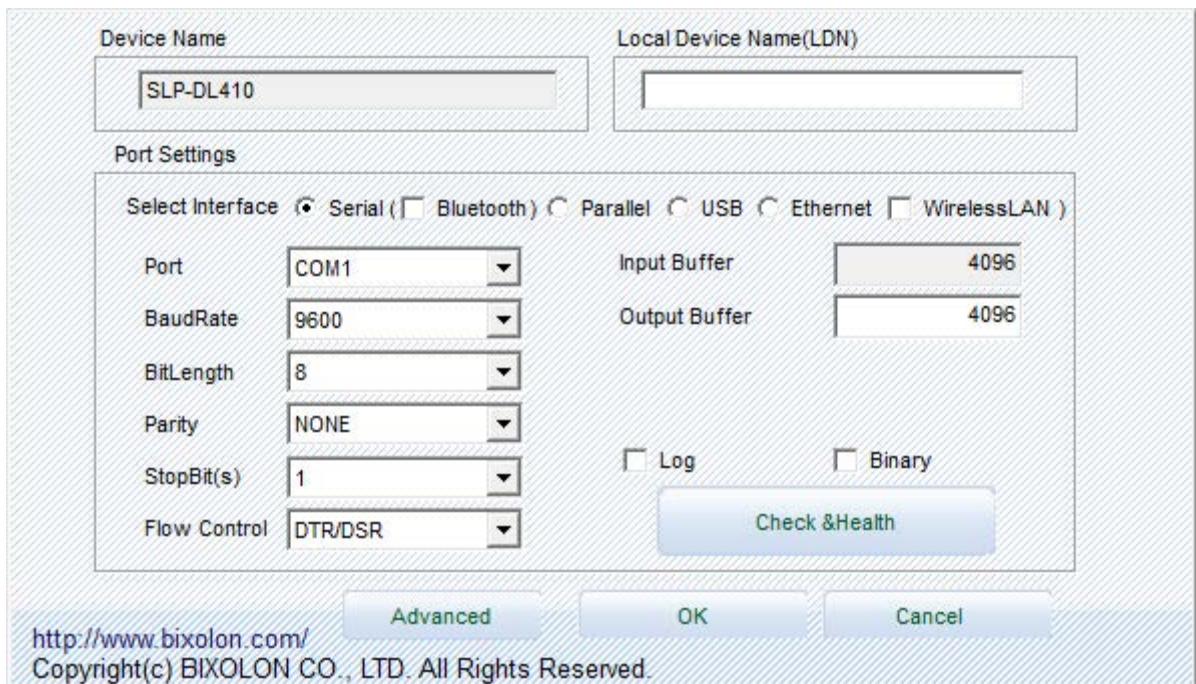 Device Name Local Device Name(LDN)
SLP-DL410
Port Settings
Select Interface Serial ( Bluetooth ) Parallel USB Ethernet WirelessLAN )
Port COM1 Input Buffer 4096
BaudRate 9600 Output Buffer 4096
BitLength 8
Parity NONE
StopBit(s) 1 Log Binary
Flow Control DTR/DSR Check &Health
Advanced OK Cancel
http://www.bixolon.com/
Copyright(c) BIXOLON CO., LTD. All Rights Reserved.